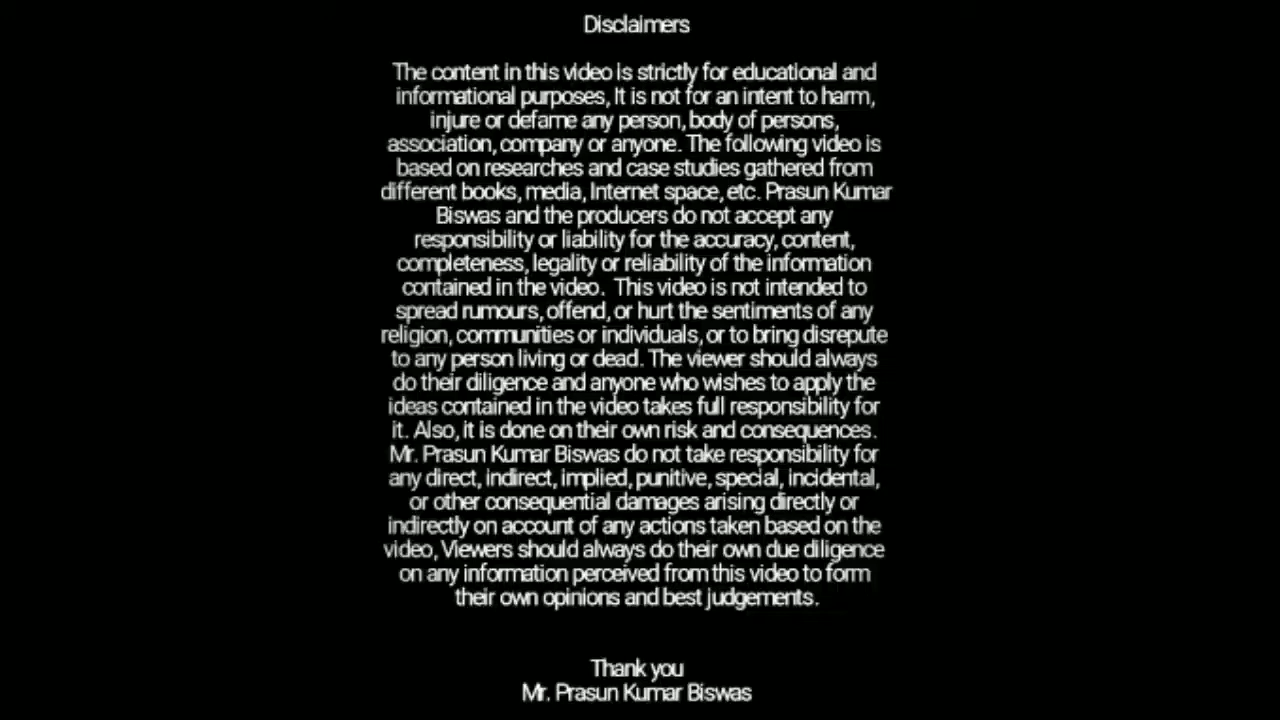 Disclaimers
The content in this video is strictly for educational and
informational purposes, It is not for an intent to harm,
injure or defame any person, body of persons,
association, company or anyone. The following video is
based on researches and case studies gathered from
different books, media, Internet space, etc. Prasun Kumar
Biswas and the producers do not accept any
responsibility or liability for the accuracy, content,
completeness, legality or reliability of the information
contained in the video.  This video is not intended to
spread rumours, offend, or hurt the sentiments of any
religion, communities or individuals, or to bring disrepute
to any person living or dead. The viewer should always
do their diligence and anyone who wishes to apply the
ideas contained in the video takes full responsibility for
it. Also, it is done on their own risk and consequences.
Mr. Prasun Kumar Biswas do not take responsibility for
any direct, indirect, implied, punitive, special, incidental,
or other consequential damages arising directly or
indirectly on account of any actions taken based on the
video, Viewers should always do their own due diligence
on any information perceived from this video to form
their own opinions and best judgements.
Thank you
Mr. Prasun Kumar Biswas